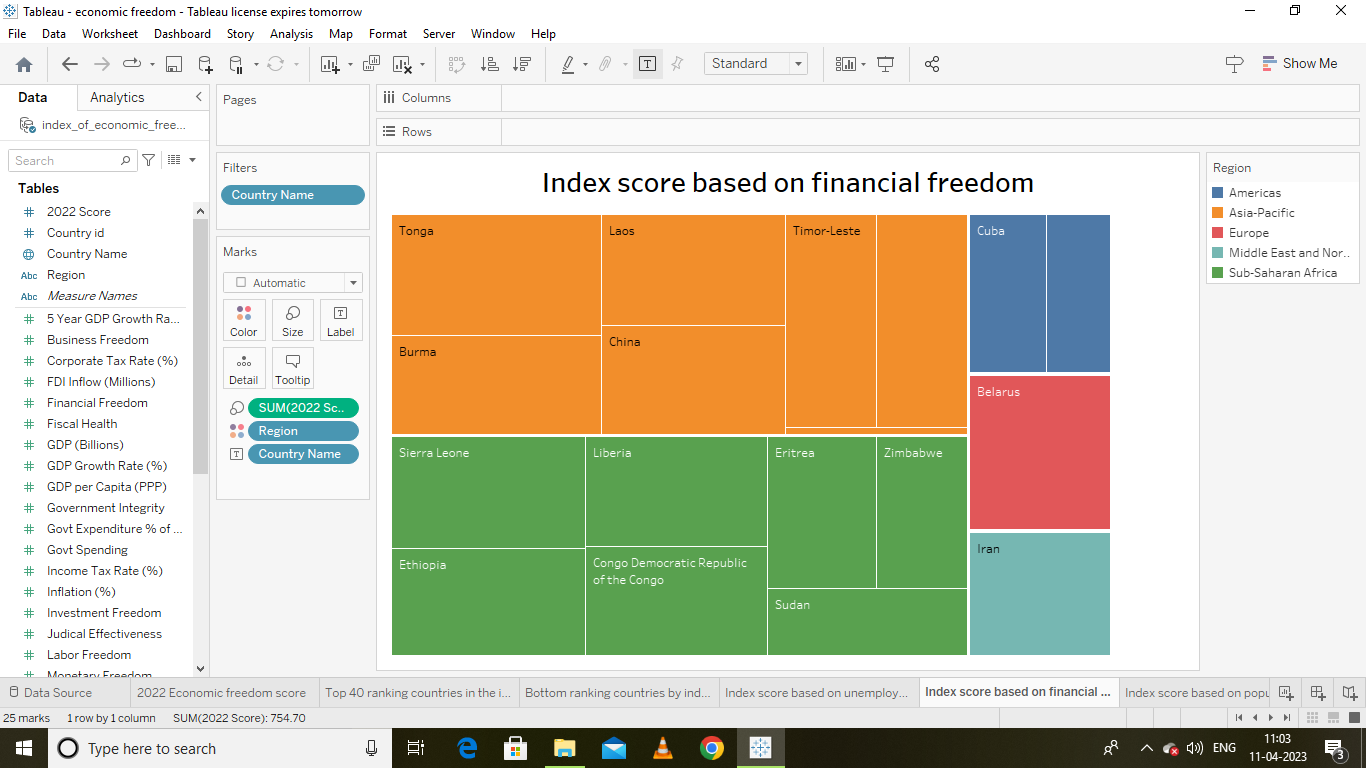 Tableau - economic freedom - Tableau license expires tomorrow
File Data Worksheet Dashboard Story Analysis Map Format Server Window Help
Standard
Show Me
Data Analytics
index_of_economic_free...
Search
Tables
2022 Score
Country id
Country Name
Abc Region
Abc Measure Names
5 Year GDP Growth Ra...
Business Freedom
Corporate Tax Rate (%)
FDI Inflow (Millions)
Financial Freedom
Fiscal Health
GDP (Billions)
GDP Growth Rate (%)
GDP per Capita (PPP)
Government Integrity
Govt Expenditure % of ...
Govt Spending
Income Tax Rate (%)
Inflation (%)
Investment Freedom
Judical Effectiveness
Labor Freedom
Monetary Freedom
Pages
Filters
Country Name
Marks
Automatic
Color Size Label
Detail Tooltip
SUM(2022 Sc..
Region
Country Name
Columns
Rows
Index score based on financial freedom
Tonga
Laos
Timor-Leste
Cuba
Burma
China
Belarus
Sierra Leone
Liberia
Eritrea
Zimbabwe
Iran
Ethiopia
Congo Democratic Republic
of the Congo
Sudan
Region
Americas
Asia-Pacific
Europe
Middle East and Nor..
Sub-Saharan Africa
Data Source
2022 Economic freedom score
Top 40 ranking countries in the i...
Bottom ranking countries by ind...
Index score based on unemploy...
Index score based on financial ...
Index score based on popu
25 marks 1 row by 1 column SUM(2022 Score): 754.70
Type here to search
ENG
11:03
11-04-2023
3